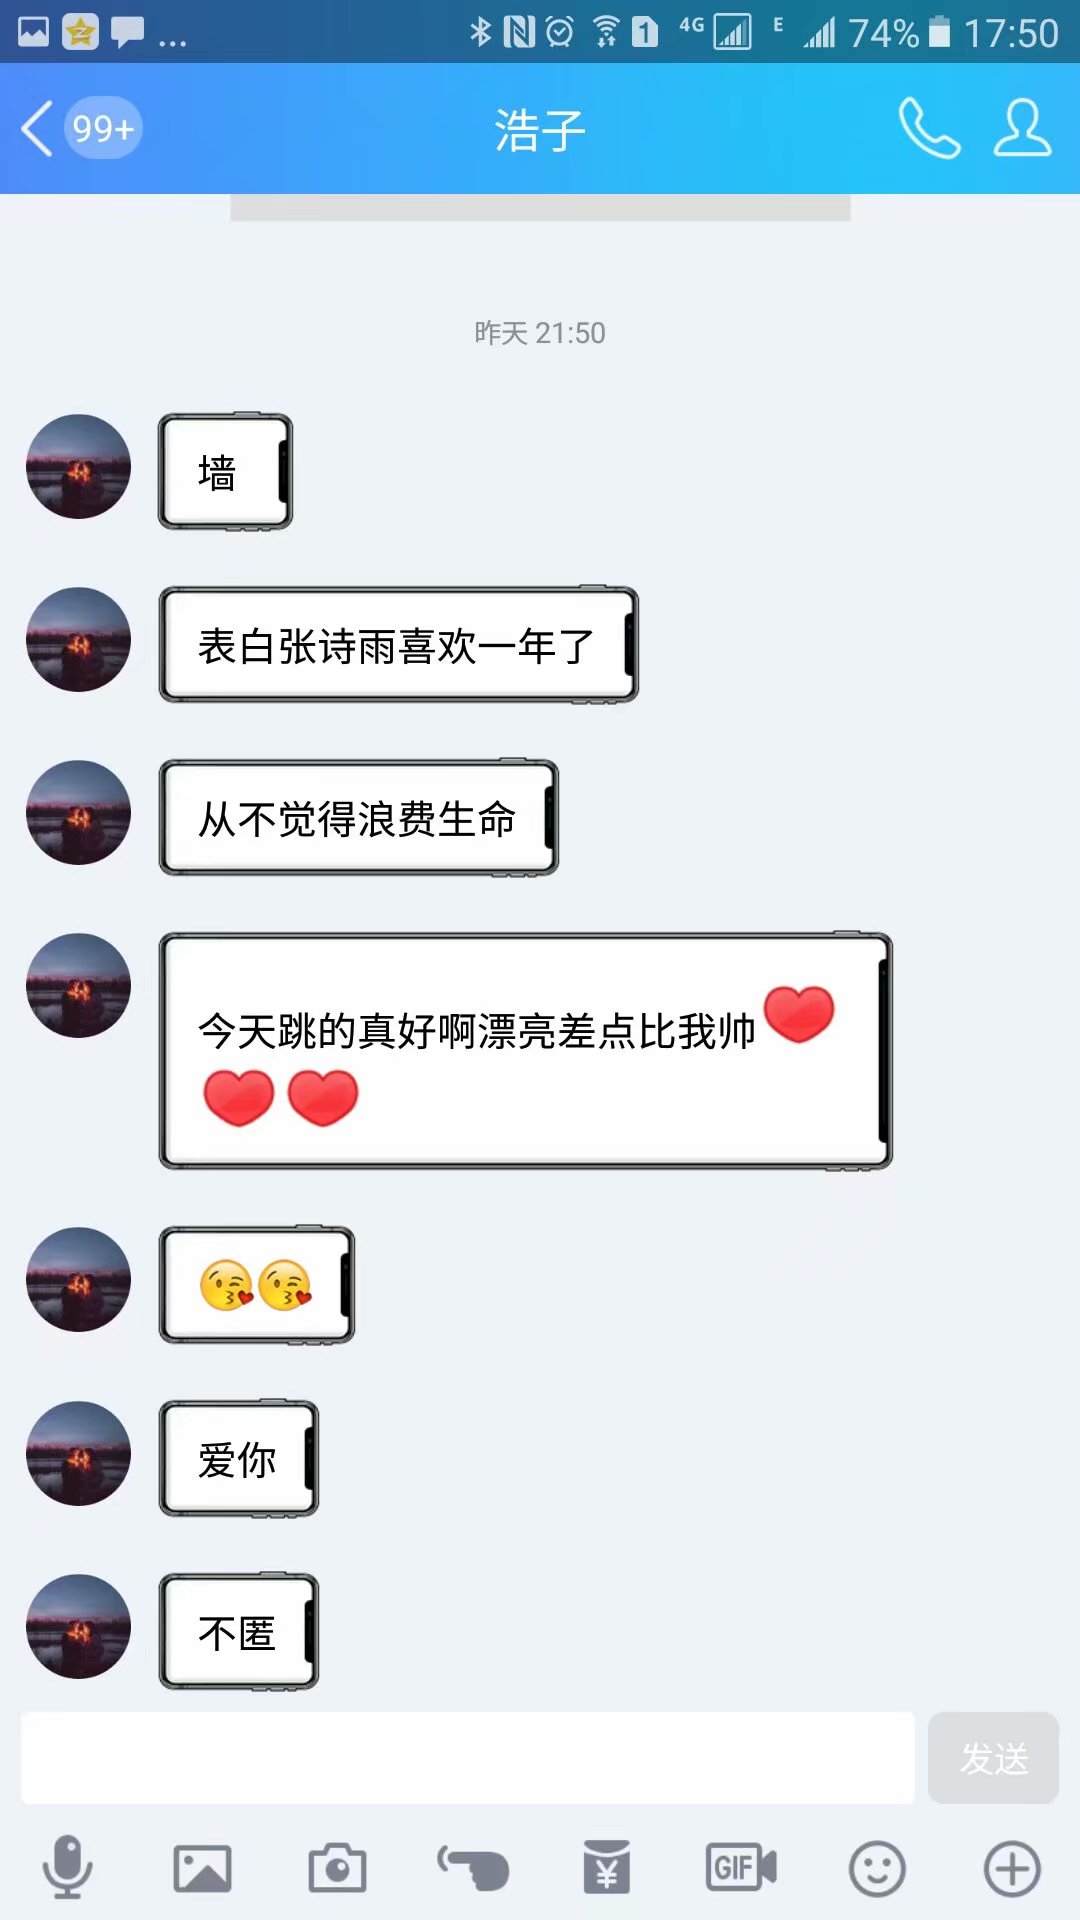 ... 1 4G E 74% 17:50
99+ 浩子
昨天 21:50
墙
表白张诗雨喜欢一年了
从不觉得浪费生命
今天跳的真好啊漂亮差点比我帅
爱你
不匿
发送
¥ GIF